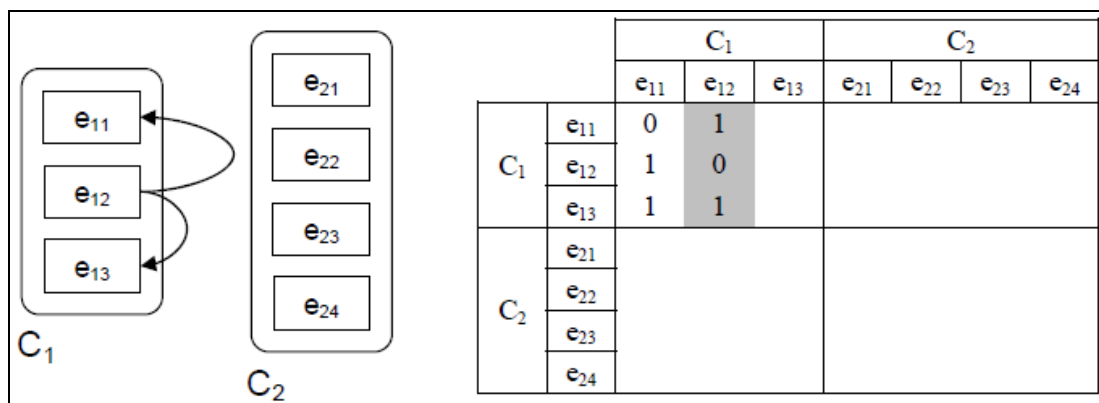 e₁₁
e₁₂
e₁₃
C₁
e₂₁
e₂₂
e₂₃
e₂₄
C₂
C₁ C₂
e₁₁ e₁₂ e₁₃ e₂₁ e₂₂ e₂₃ e₂₄
e₁₁ 0 1
C₁ e₁₂ 1 0
e₁₃ 1 1
e₂₁
e₂₂
C₂
e₂₃
e₂₄